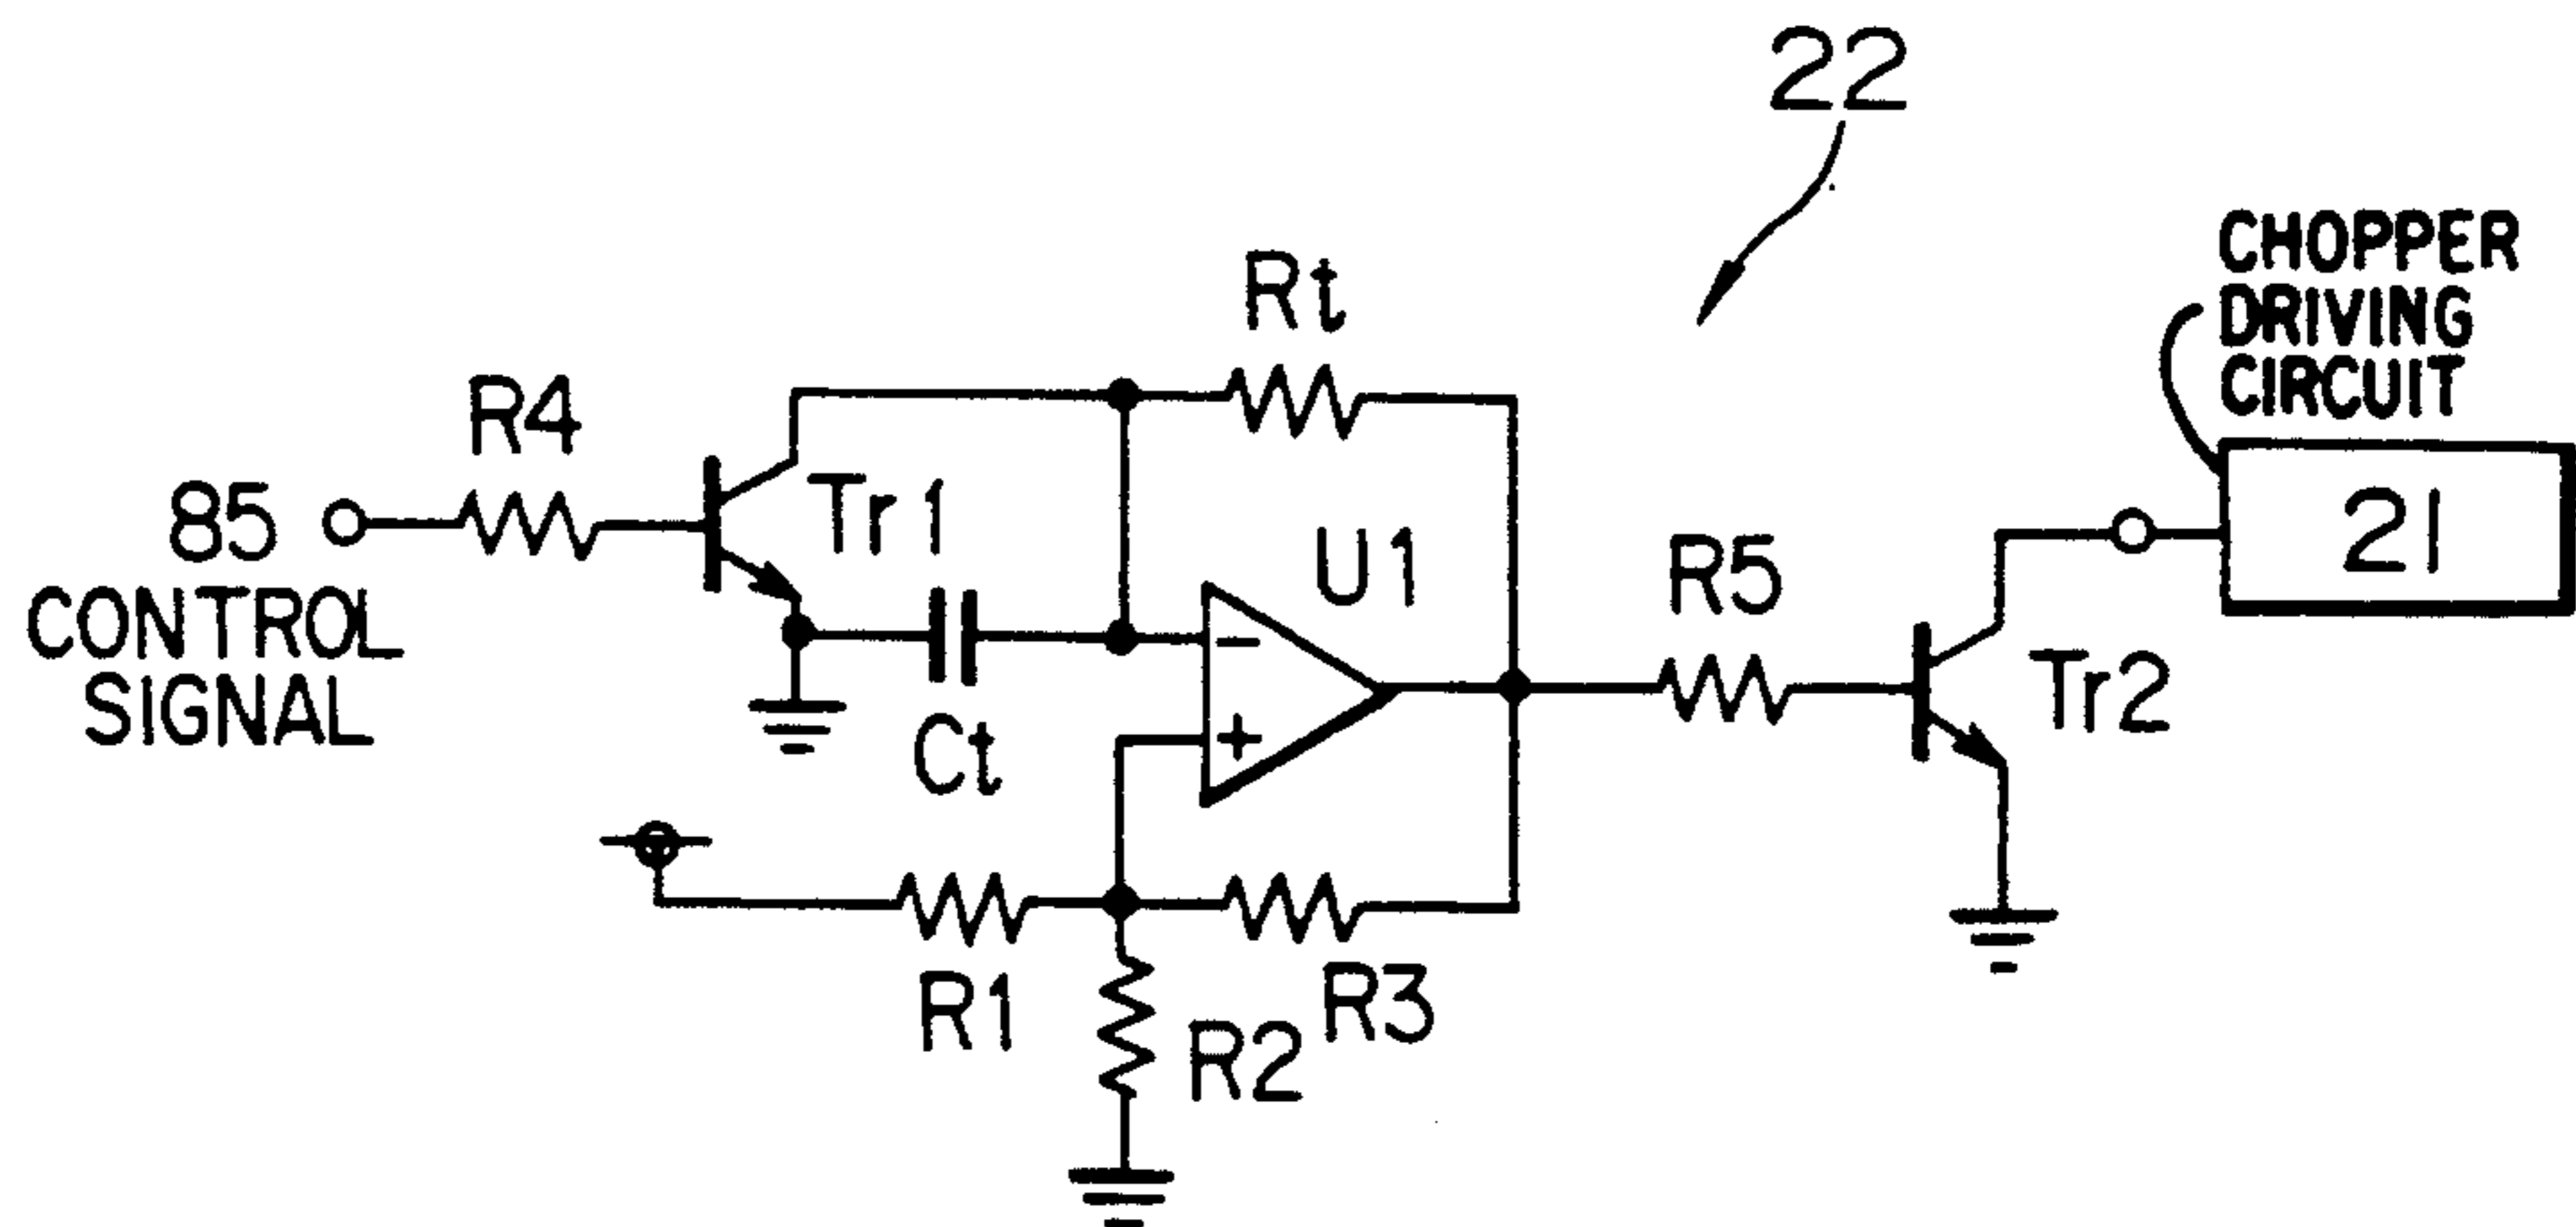 22
CHOPPER
DRIVING
CIRCUIT
Rt
R4
85
Tr1
U1
R5
21
CONTROL
SIGNAL
-
Tr2
Ct
+
R1
R3
R2